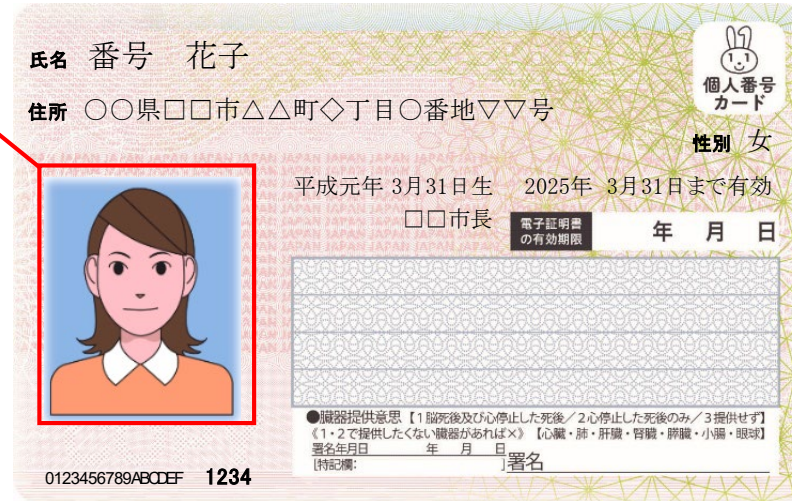 氏名 番号 花子
個人番号
カード
住所 〇〇県□□市△△町◇丁目〇番地▽▽号
性別 女
平成元年 3月31日生 2025年 3月31日まで有効
□□市長
電子証明書
の有効期限
年 月 日
JAPAN JAPAN JAPAN JAPAN
●臓器提供意思【1脳死後及び心停止した死後/2心停止した死後のみ/3提供せず】
《1・2で提供したくない臓器があれば×》【心臓・肺・肝臓・腎臓・膵臓・小腸・眼球】
署名年月日 年 月 日
[特記欄: ]署名
0123456789ABCDEF 1234